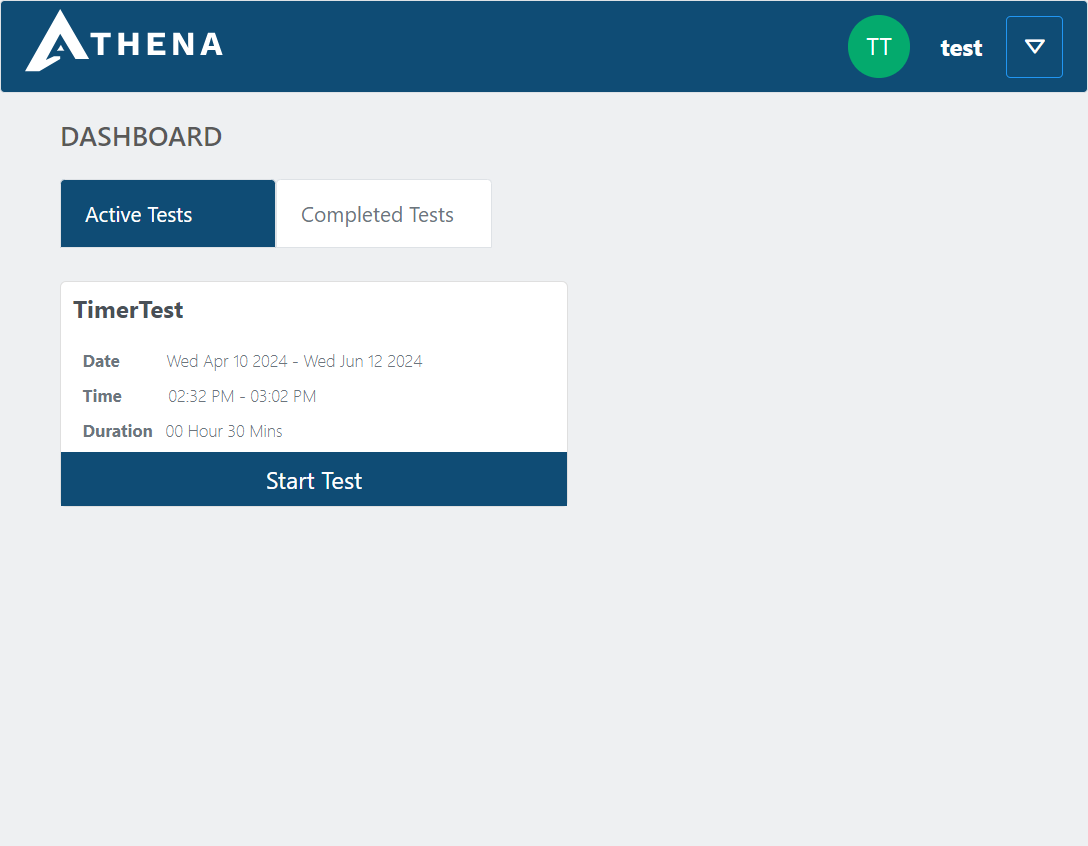 ATHENA
TT test
DASHBOARD
Active Tests Completed Tests
TimerTest
Date Wed Apr 10 2024 - Wed Jun 12 2024
Time 02:32 PM - 03:02 PM
Duration 00 Hour 30 Mins
Start Test